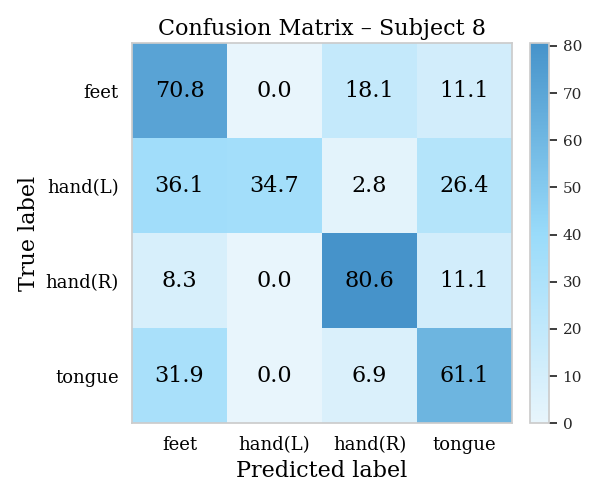 Confusion Matrix – Subject 8
True label
feet 70.8 0.0 18.1 11.1
hand(L) 36.1 34.7 2.8 26.4
hand(R) 8.3 0.0 80.6 11.1
tongue 31.9 0.0 6.9 61.1
feet hand(L) hand(R) tongue
Predicted label
80
70
60
50
40
30
20
10
0